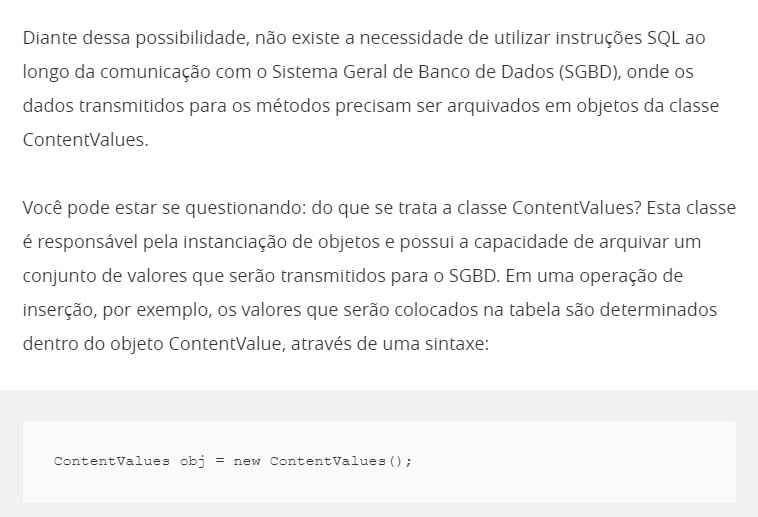 Diante dessa possibilidade, não existe a necessidade de utilizar instruções SQL ao
longo da comunicação com o Sistema Geral de Banco de Dados (SGBD), onde os
dados transmitidos para os métodos precisam ser arquivados em objetos da classe
ContentValues.
Você pode estar se questionando: do que se trata a classe ContentValues? Esta classe
é responsável pela instanciação de objetos e possui a capacidade de arquivar um
conjunto de valores que serão transmitidos para o SGBD. Em uma operação de
inserção, por exemplo, os valores que serão colocados na tabela são determinados
dentro do objeto ContentValue, através de uma sintaxe:
ContentValues obj = new ContentValues();